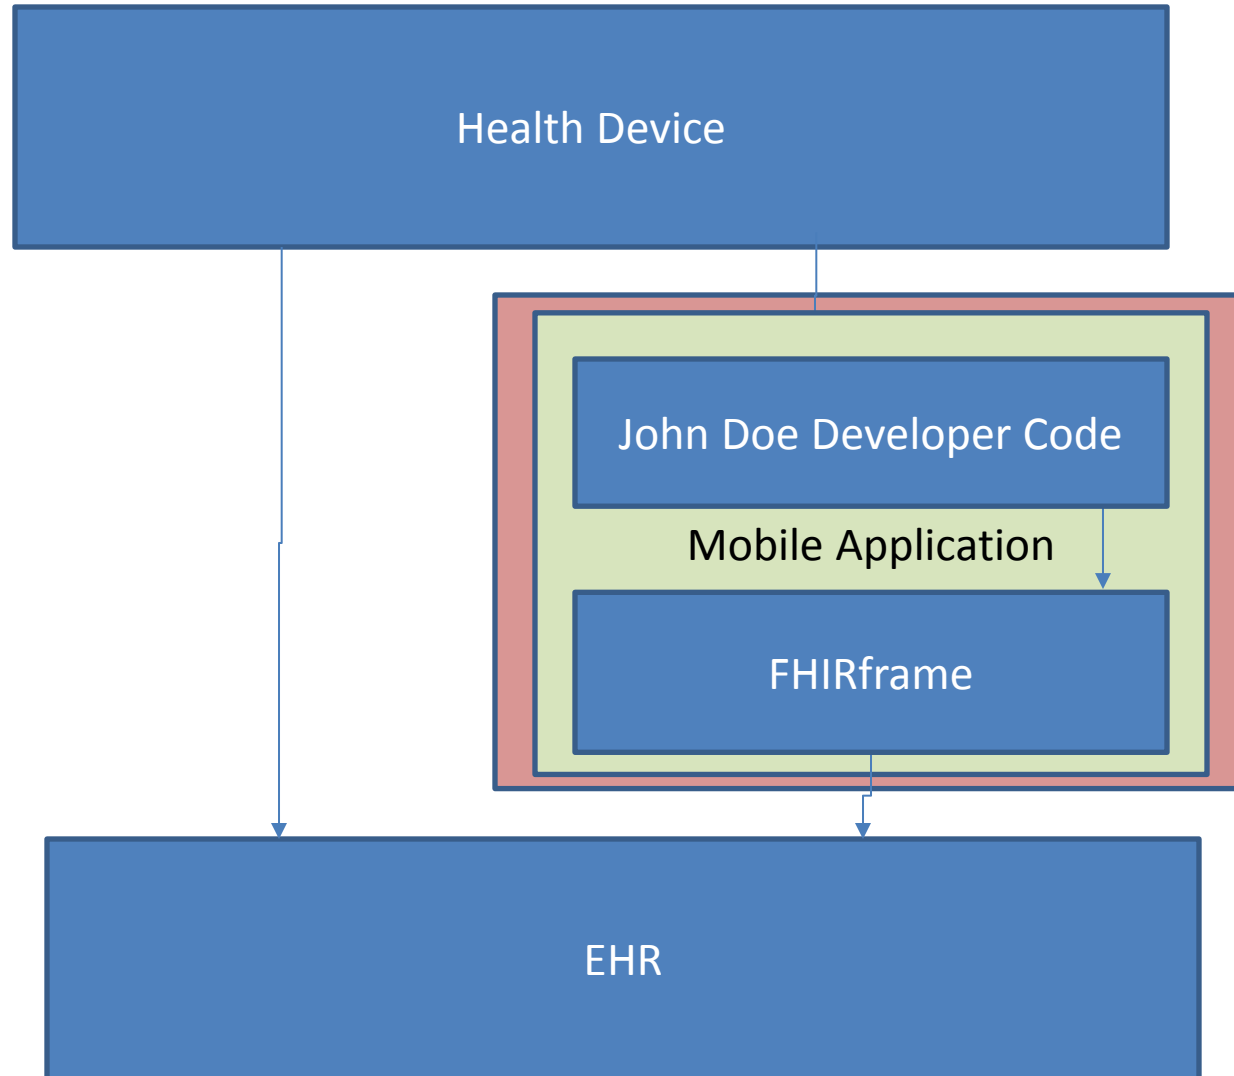 Health Device
John Doe Developer Code
Mobile Application
FHIRframe
EHR